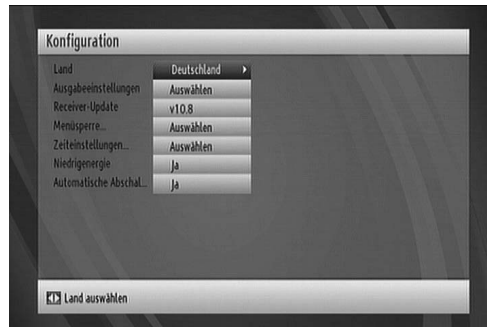 Konfiguration
Land Deutschland
Ausgabeeinstellungen Auswählen
Receiver-Update v10.8
Menüsperre... Auswählen
Zeiteinstellungen... Auswählen
Niedrigenergie Ja
Automatische Abschal... Ja
Land auswählen